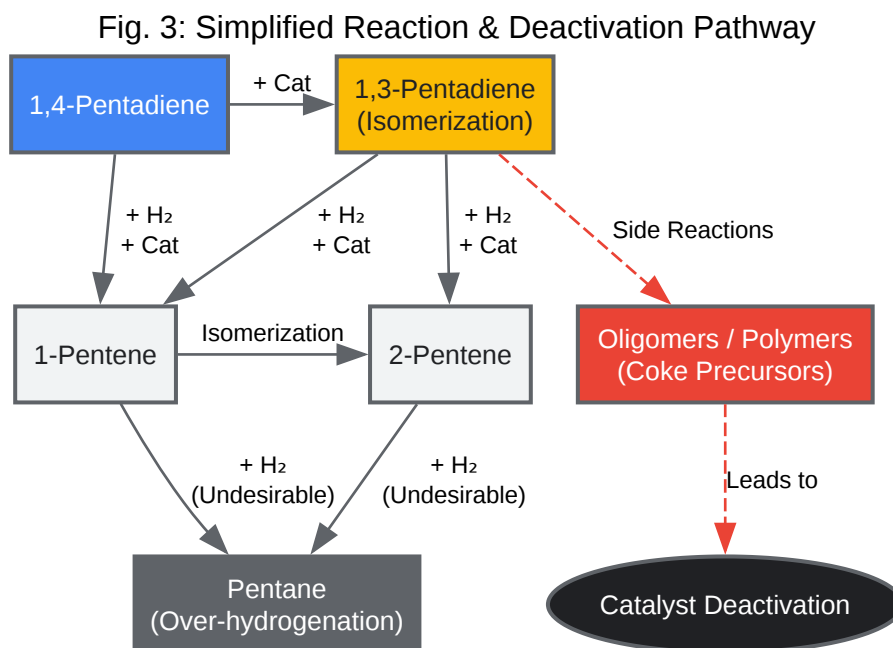 Fig. 3: Simplified Reaction & Deactivation Pathway
1,4-Pentadiene
+ Cat
1,3-Pentadiene
(Isomerization)
+ H₂
+ Cat
+ H₂
+ Cat
+ H₂
+ Cat
Side Reactions
1-Pentene
Isomerization
2-Pentene
Oligomers / Polymers
(Coke Precursors)
+ H₂
(Undesirable)
+ H₂
(Undesirable)
Leads to
Pentane
(Over-hydrogenation)
Catalyst Deactivation